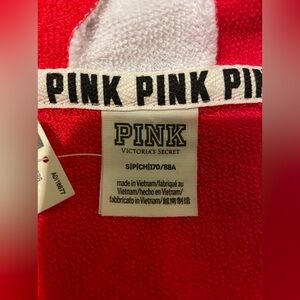 PINK PINK PIN
PINK
VICTORIA'S SECRET
S|P|CH|170/88A
made in Vietnam/fabriqué au
Vietnam/hecho en Vietnam/
fabbricato in Vietnam/越南制造